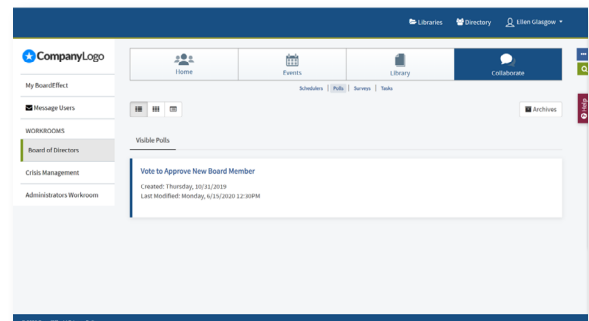 Libraries
Directory
Ellen Glasgow
CompanyLogo
Home
Events
Library
Collaborate
My BoardEffect
Schedulers | Polls | Surveys | Tasks
Message Users
Archives
Help
WORKROOMS
Visible Polls
Board of Directors
Crisis Management
Vote to Approve New Board Member
Created: Thursday, 10/31/2019
Last Modified: Monday, 6/15/2020 12:30PM
Administrators Workroom